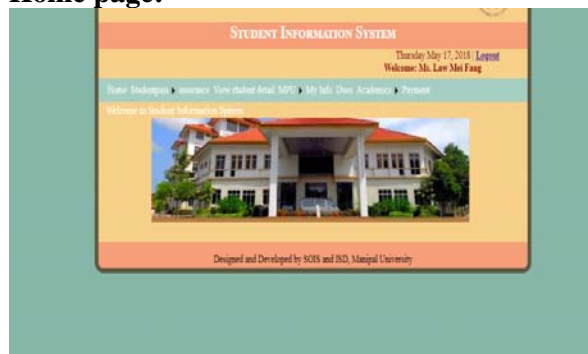 Home page:
STUDENT INFORMATION SYSTEM
Thursday May 17, 2018 | Logout
Welcome: Ms. Law Mei Fang
Home Studentpass insurance View student detail MPU My Info Dues Academics Payment
Welcome to Student Information System
Designed and Developed by SOIS and ISD, Manipal University